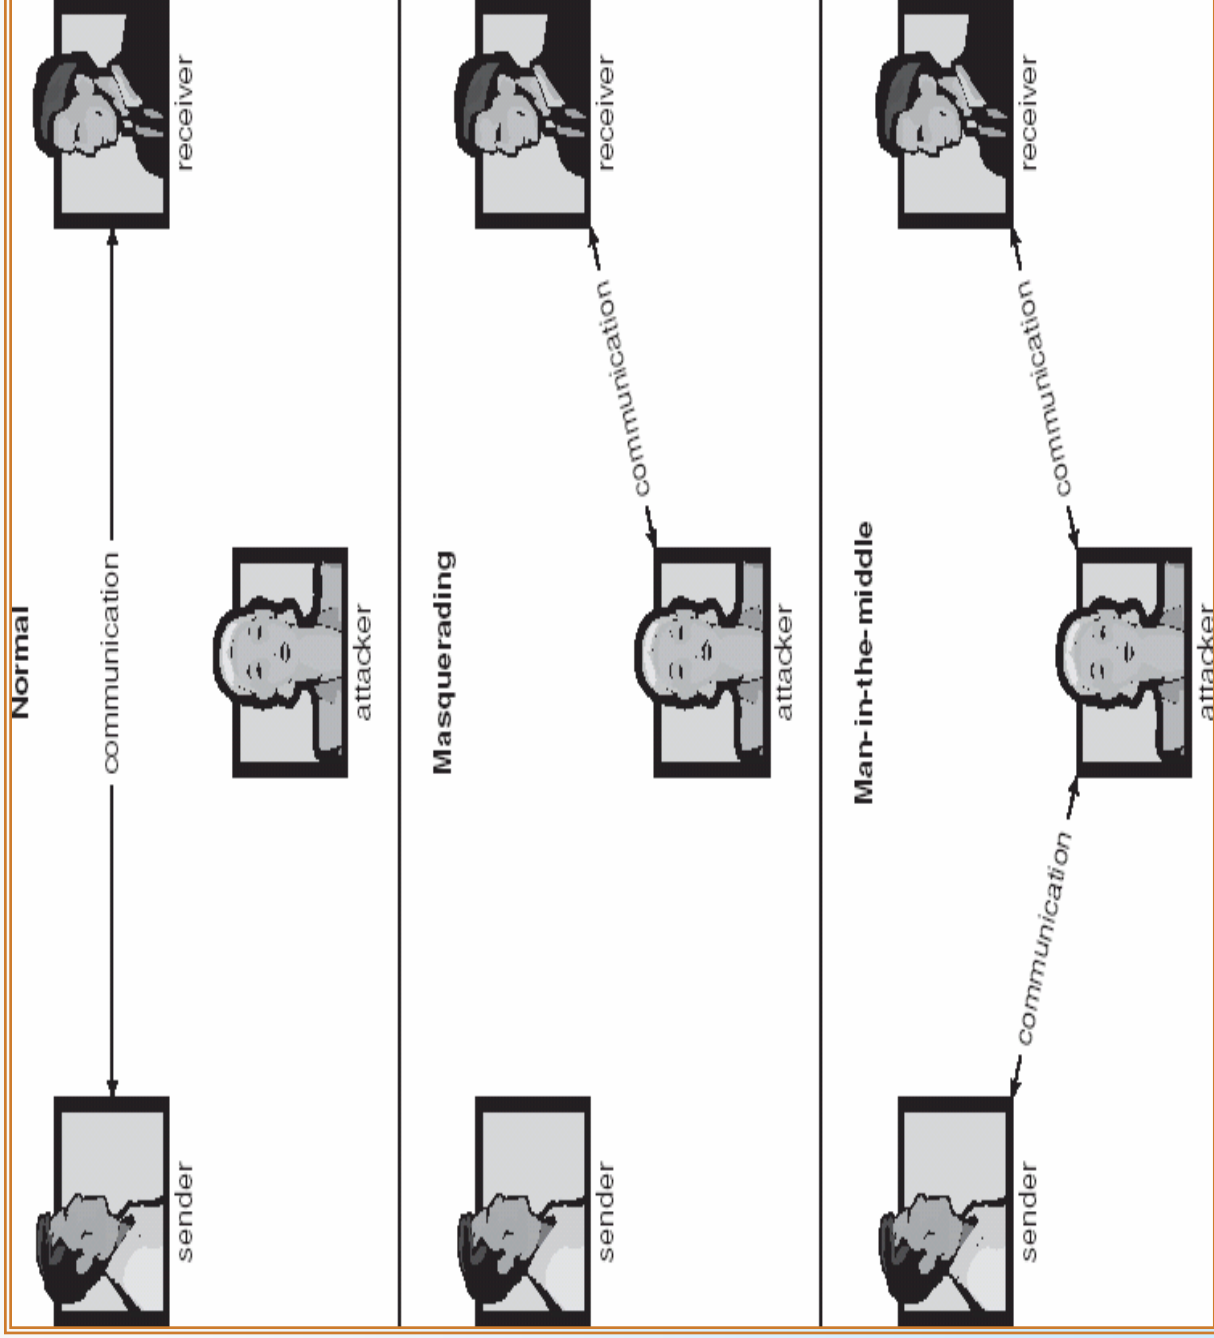 Normal
communication
sender
receiver
attacker
Masquerading
communication
sender
receiver
attacker
Man-in-the-middle
communication
communication
sender
receiver
attacker